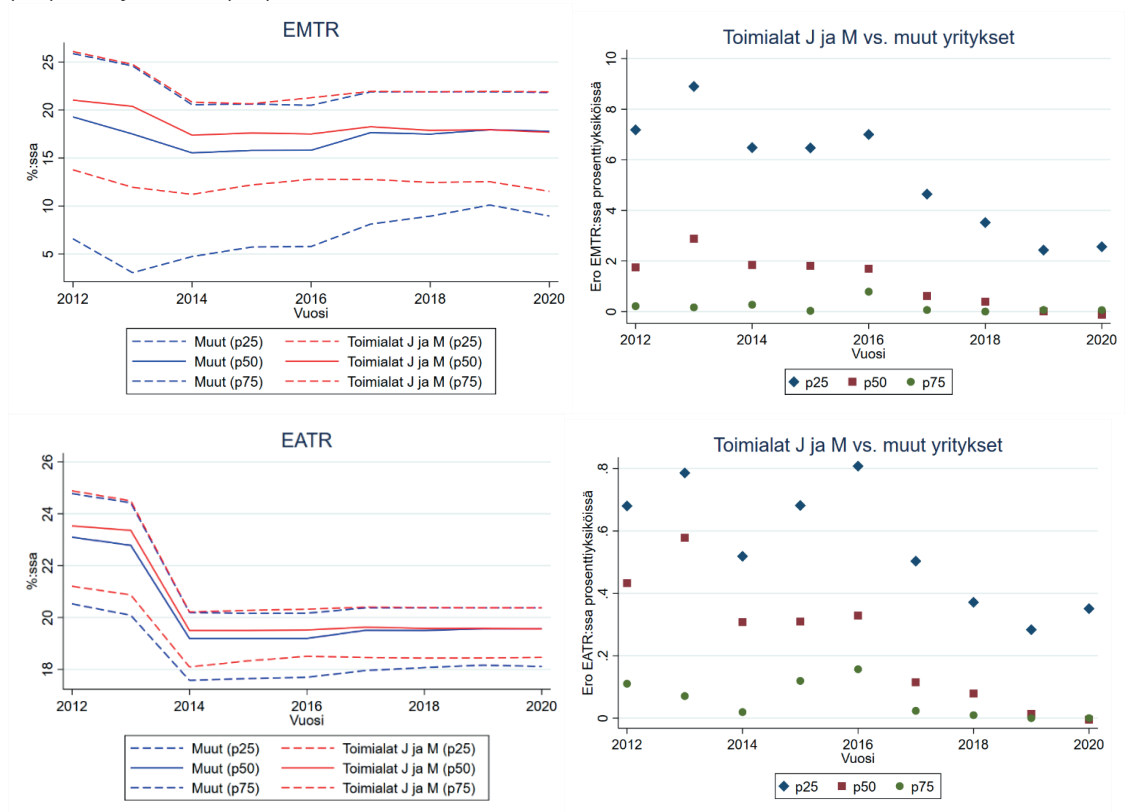 EMTR
25
20
15
10
5
%:ssa
2012 2014 2016 2018 2020
Vuosi
Muut (p25) Toimialat J ja M (p25)
Muut (p50) Toimialat J ja M (p50)
Muut (p75) Toimialat J ja M (p75)
Toimialat J ja M vs. muut yritykset
10
8
6
4
2
0
Ero EMTR:ssa prosenttiyksiköissä
2012 2014 2016 2018 2020
Vuosi
p25 p50 p75
EATR
26
24
22
20
18
%:ssa
2012 2014 2016 2018 2020
Vuosi
Muut (p25) Toimialat J ja M (p25)
Muut (p50) Toimialat J ja M (p50)
Muut (p75) Toimialat J ja M (p75)
Toimialat J ja M vs. muut yritykset
.8
.6
.4
.2
0
Ero EATR:ssa prosenttiyksiköissä
2012 2014 2016 2018 2020
Vuosi
p25 p50 p75